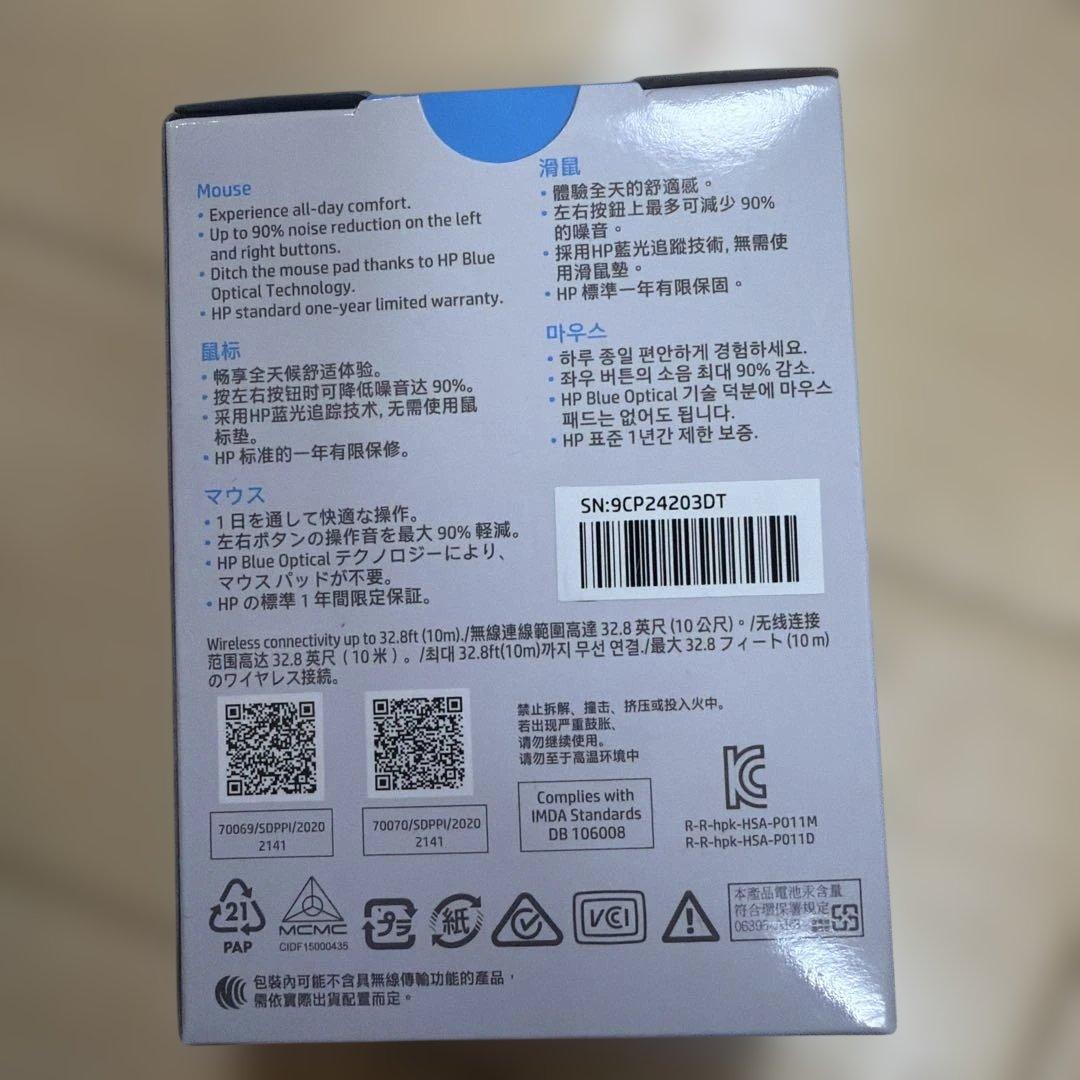 Mouse
• Experience all-day comfort.
• Up to 90% noise reduction on the left
and right buttons.
• Ditch the mouse pad thanks to HP Blue
Optical Technology.
• HP standard one-year limited warranty.
滑鼠
• 體驗全天的舒適感。
• 左右按鈕上最多可減少 90%
的噪音。
• 採用HP藍光追蹤技術, 無需使
用滑鼠墊。
• HP 標準一年有限保固。
鼠标
• 畅享全天候舒适体验。
• 按左右按钮时可降低噪音达 90%。
• 采用HP蓝光追踪技术, 无需使用鼠
标垫。
• HP 标准的一年有限保修。
마우스
• 하루 종일 편안하게 경험하세요.
• 좌우 버튼의 소음 최대 90% 감소.
• HP Blue Optical 기술 덕분에 마우스
패드는 없어도 됩니다.
• HP 표준 1년간 제한 보증.
マウス
• 1 日を通して快適な操作。
• 左右ボタンの操作音を最大 90% 軽減。
• HP Blue Optical テクノロジーにより、
マウス パッドが不要。
• HP の標準 1 年間限定保証。
SN:9CP24203DT
Wireless connectivity up to 32.8ft (10m)./無線連線範圍高達 32.8 英尺 (10 公尺)。/无线连接
范围高达 32.8 英尺（10 米）。/최대 32.8ft(10m)까지 무선 연결./最大 32.8 フィート (10 m)
のワイヤレス接続。
禁止拆解、撞击、挤压或投入火中。
若出现严重鼓胀、
请勿继续使用。
请勿至于高温环境中
70069/SDPPI/2020
2141
70070/SDPPI/2020
2141
Complies with
IMDA Standards
DB 106008
R-R-hpk-HSA-P011M
R-R-hpk-HSA-P011D
21
PAP
MCMC
CIDF15000435
プラ
紙
VCI
本產品電池汞含量
符合環保署規定
包裝內可能不含具無線傳輸功能的產品，
需依實際出貨配置而定。